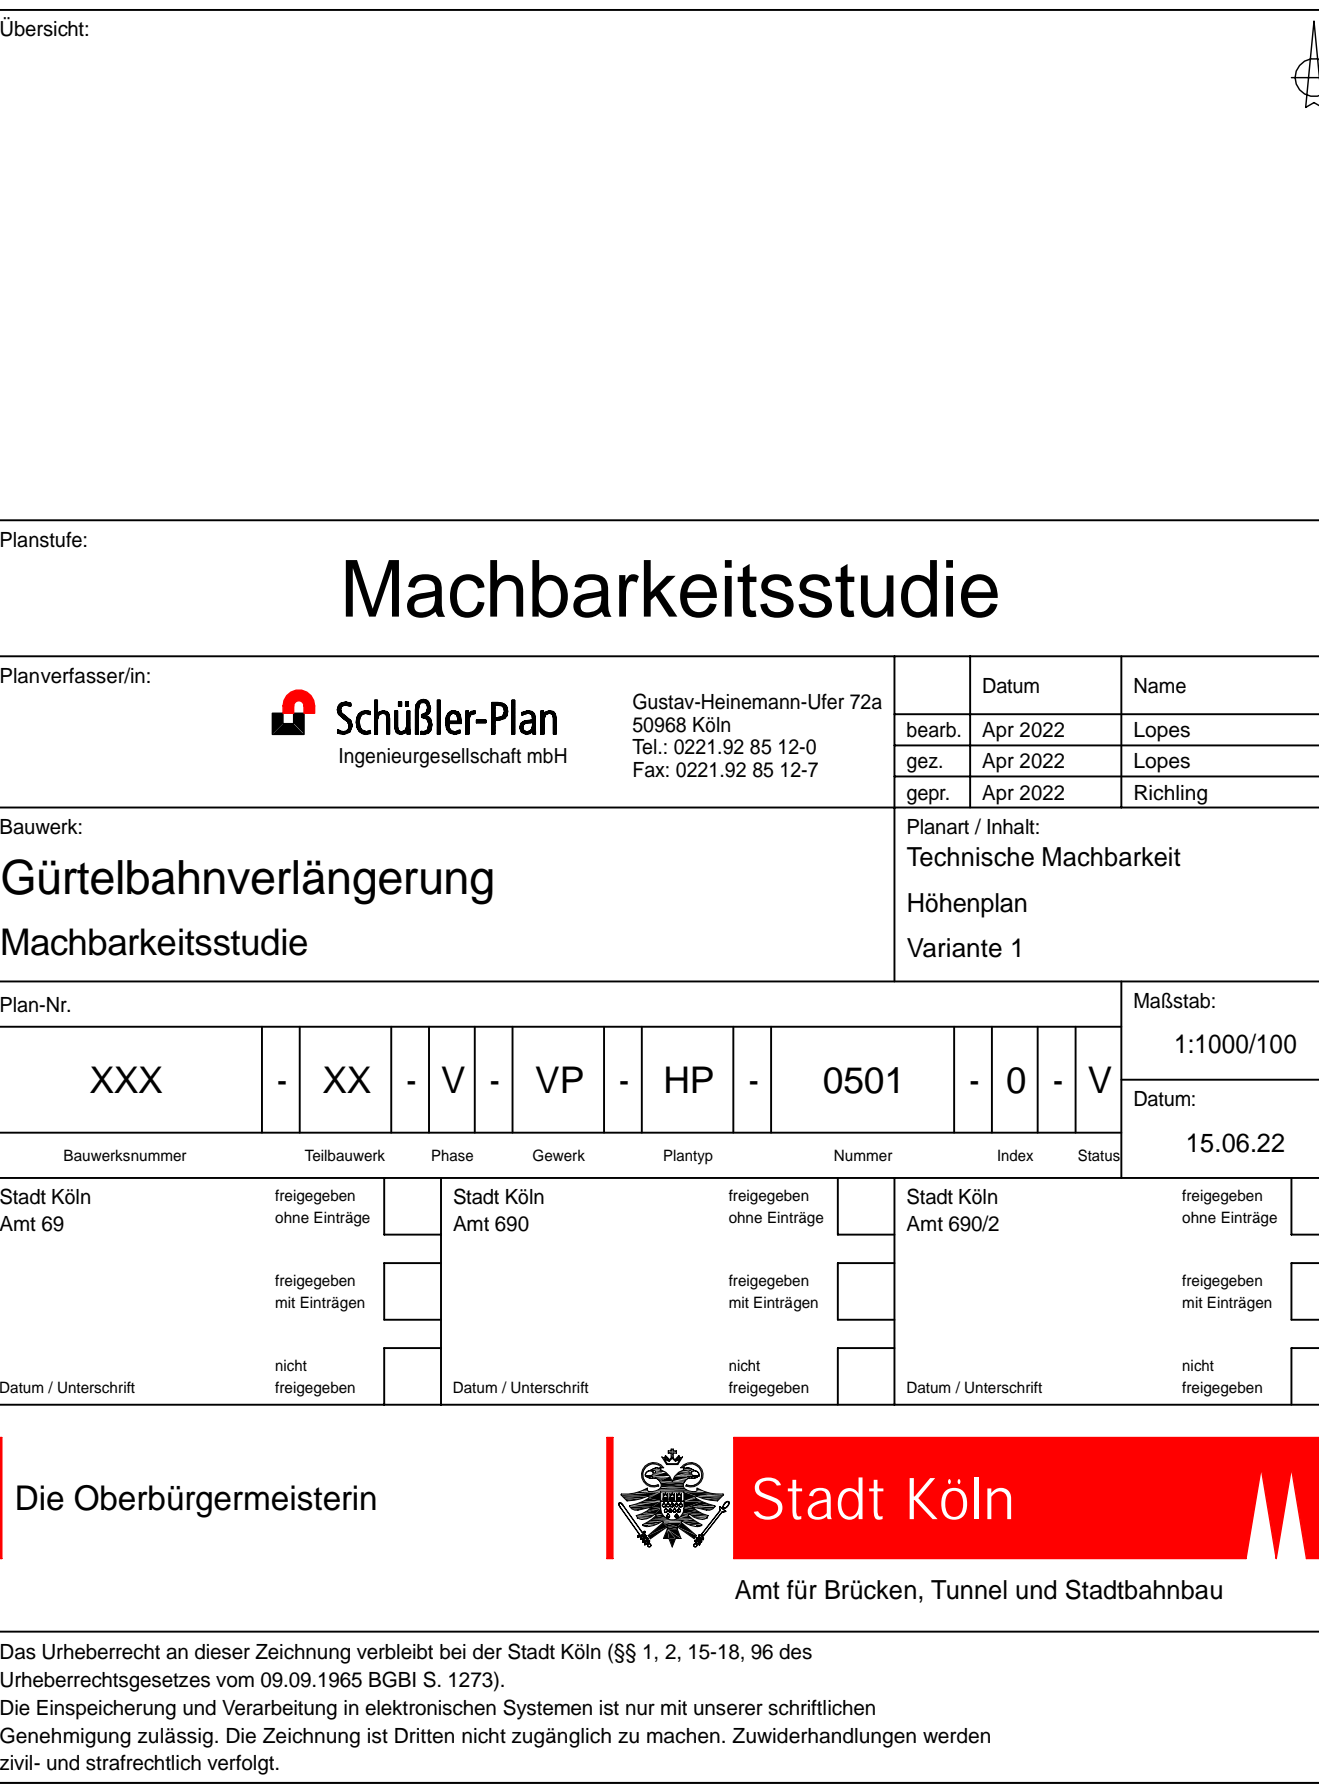 Übersicht:
Planstufe:
Machbarkeitsstudie
Planverfasser/in:
Schüßler-Plan
Ingenieurgesellschaft mbH
Gustav-Heinemann-Ufer 72a
50968 Köln
Tel.: 0221.92 85 12-0
Fax: 0221.92 85 12-7
Datum Name
bearb. Apr 2022 Lopes
gez. Apr 2022 Lopes
gepr. Apr 2022 Richling
Bauwerk:
Gürtelbahnverlängerung
Machbarkeitsstudie
Planart / Inhalt:
Technische Machbarkeit
Höhenplan
Variante 1
Plan-Nr.
XXX - XX - V - VP - HP - 0501 - 0 - V
Bauwerksnummer Teilbauwerk Phase Gewerk Plantyp Nummer Index Status
Maßstab:
1:1000/100
Datum:
15.06.22
Stadt Köln
Amt 69
freigegeben
ohne Einträge
freigegeben
mit Einträgen
nicht
freigegeben
Datum / Unterschrift
Stadt Köln
Amt 690
freigegeben
ohne Einträge
freigegeben
mit Einträgen
nicht
freigegeben
Datum / Unterschrift
Stadt Köln
Amt 690/2
freigegeben
ohne Einträge
freigegeben
mit Einträgen
nicht
freigegeben
Datum / Unterschrift
Die Oberbürgermeisterin
Stadt Köln
Amt für Brücken, Tunnel und Stadtbahnbau
Das Urheberrecht an dieser Zeichnung verbleibt bei der Stadt Köln (§§ 1, 2, 15-18, 96 des
Urheberrechtsgesetzes vom 09.09.1965 BGBl S. 1273).
Die Einspeicherung und Verarbeitung in elektronischen Systemen ist nur mit unserer schriftlichen
Genehmigung zulässig. Die Zeichnung ist Dritten nicht zugänglich zu machen. Zuwiderhandlungen werden
zivil- und strafrechtlich verfolgt.